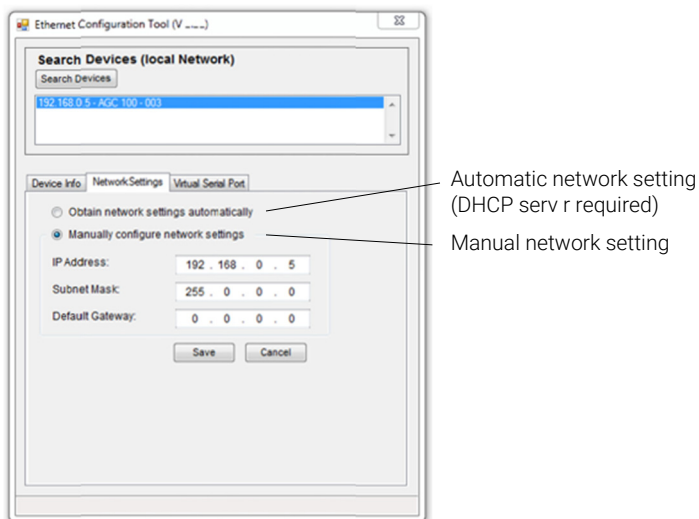 Ethernet Configuration Tool (V _.__)
Search Devices (local Network)
Search Devices
192.168.0.5 - AGC 100 - 003
Device Info Network Settings Virtual Serial Port
Obtain network settings automatically
Manually configure network settings
IP Address: 192 . 168 . 0 . 5
Subnet Mask: 255 . 0 . 0 . 0
Default Gateway: 0 . 0 . 0 . 0
Save Cancel
Automatic network setting
(DHCP serv r required)
Manual network setting